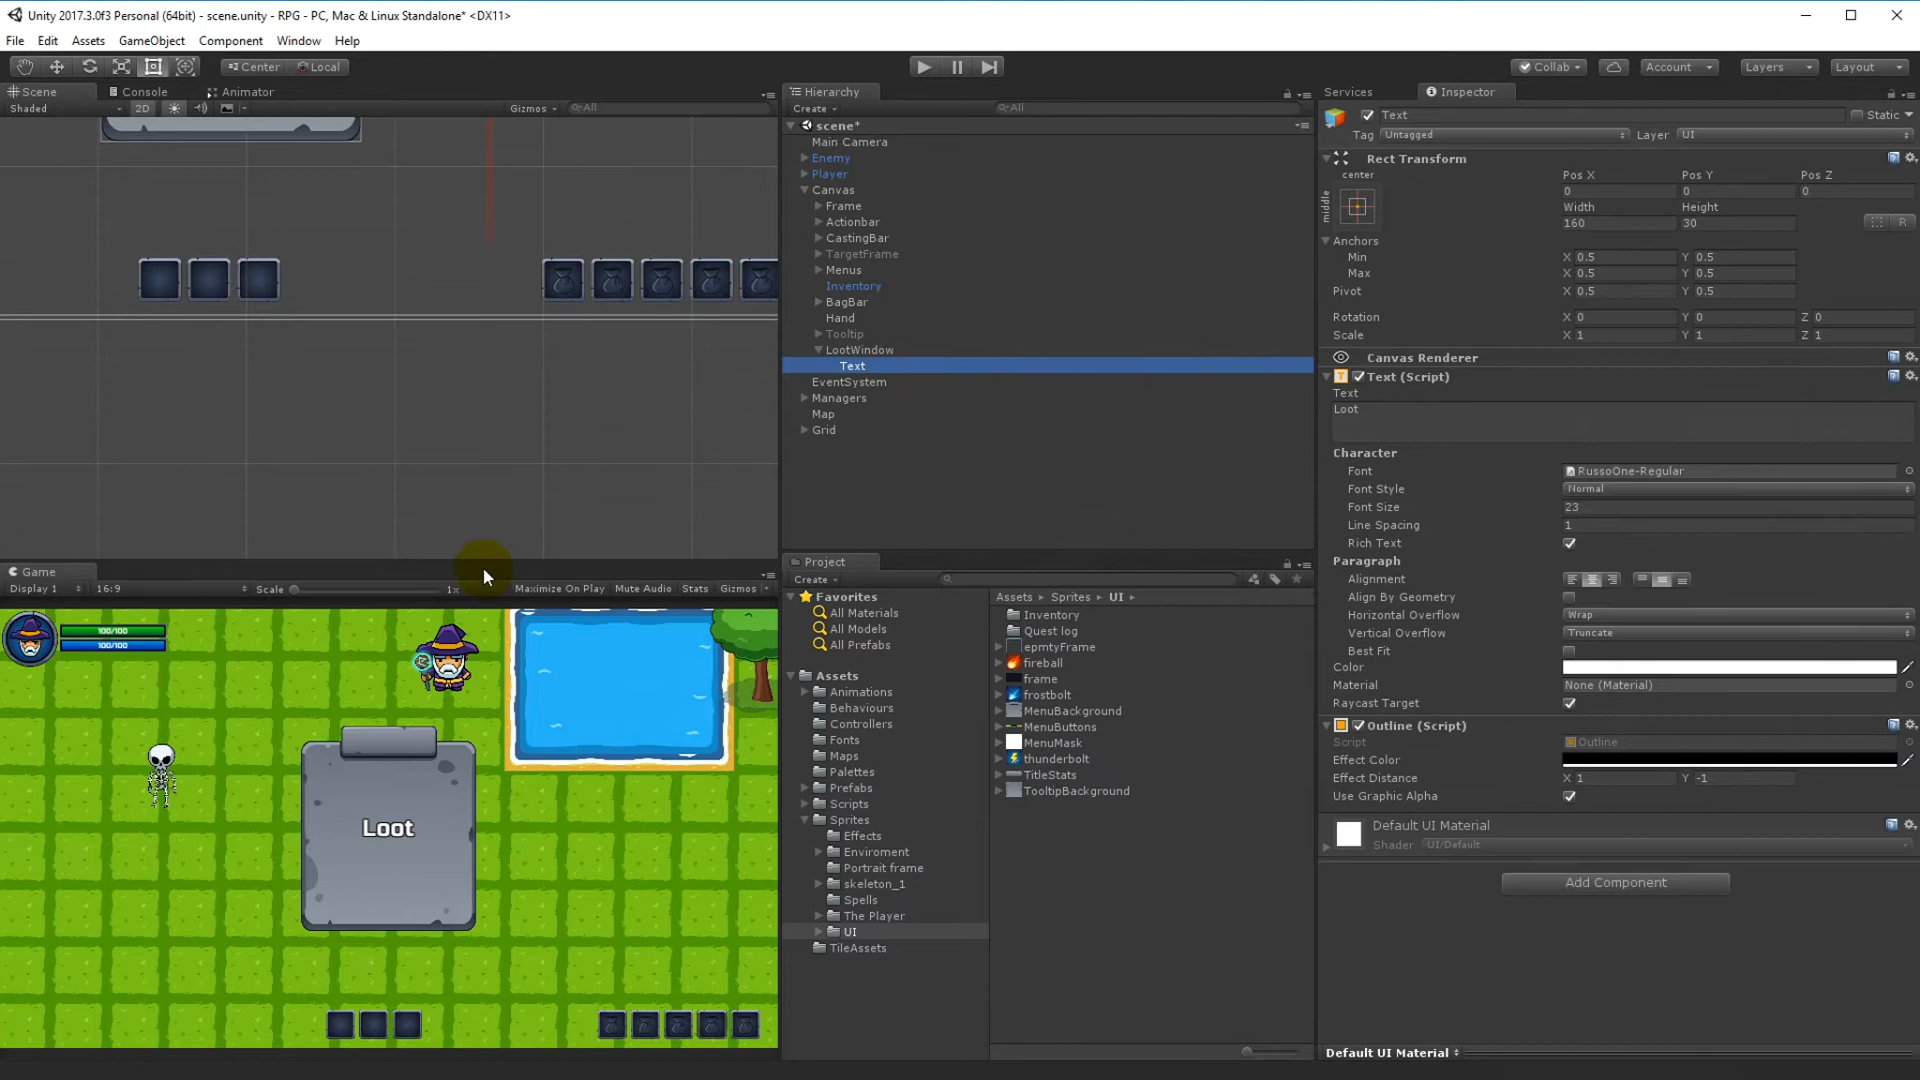 Unity 2017.3.0f3 Personal (64bit) - scene.unity - RPG - PC, Mac & Linux Standalone* <DX11>
File Edit Assets GameObject Component Window Help
Center Local Collab Account Layers Layout
Scene Console Animator
Shaded 2D Gizmos All
Hierarchy
Create All
scene*
Main Camera
Enemy
Player
Canvas
Frame
Actionbar
CastingBar
TargetFrame
Menus
Inventory
BagBar
Hand
Tooltip
LootWindow
Text
EventSystem
Managers
Map
Grid
Services Inspector
Text Static
Tag Untagged Layer UI
Rect Transform
center
middle
Pos X Pos Y Pos Z
0 0 0
Width Height
160 30 R
Anchors
Min X 0.5 Y 0.5
Max X 0.5 Y 0.5
Pivot X 0.5 Y 0.5
Rotation X 0 Y 0 Z 0
Scale X 1 Y 1 Z 1
Canvas Renderer
Text (Script)
Text
Loot
Character
Font RussoOne-Regular
Font Style Normal
Font Size 23
Line Spacing 1
Rich Text
Paragraph
Alignment
Align By Geometry
Horizontal Overflow Wrap
Vertical Overflow Truncate
Best Fit
Color
Material None (Material)
Raycast Target
Outline (Script)
Script Outline
Effect Color
Effect Distance X 1 Y -1
Use Graphic Alpha
Default UI Material
Shader UI/Default
Add Component
Default UI Material
Game
Display 1 16:9 Scale 1x Maximize On Play Mute Audio Stats Gizmos
100/100
100/100
Loot
Project
Create
Favorites
All Materials
All Models
All Prefabs
Assets
Animations
Behaviours
Controllers
Fonts
Maps
Palettes
Prefabs
Scripts
Sprites
Effects
Enviroment
Portrait frame
skeleton_1
Spells
The Player
UI
TileAssets
Assets Sprites UI
Inventory
Quest log
epmtyFrame
fireball
frame
frostbolt
MenuBackground
MenuButtons
MenuMask
thunderbolt
TitleStats
TooltipBackground